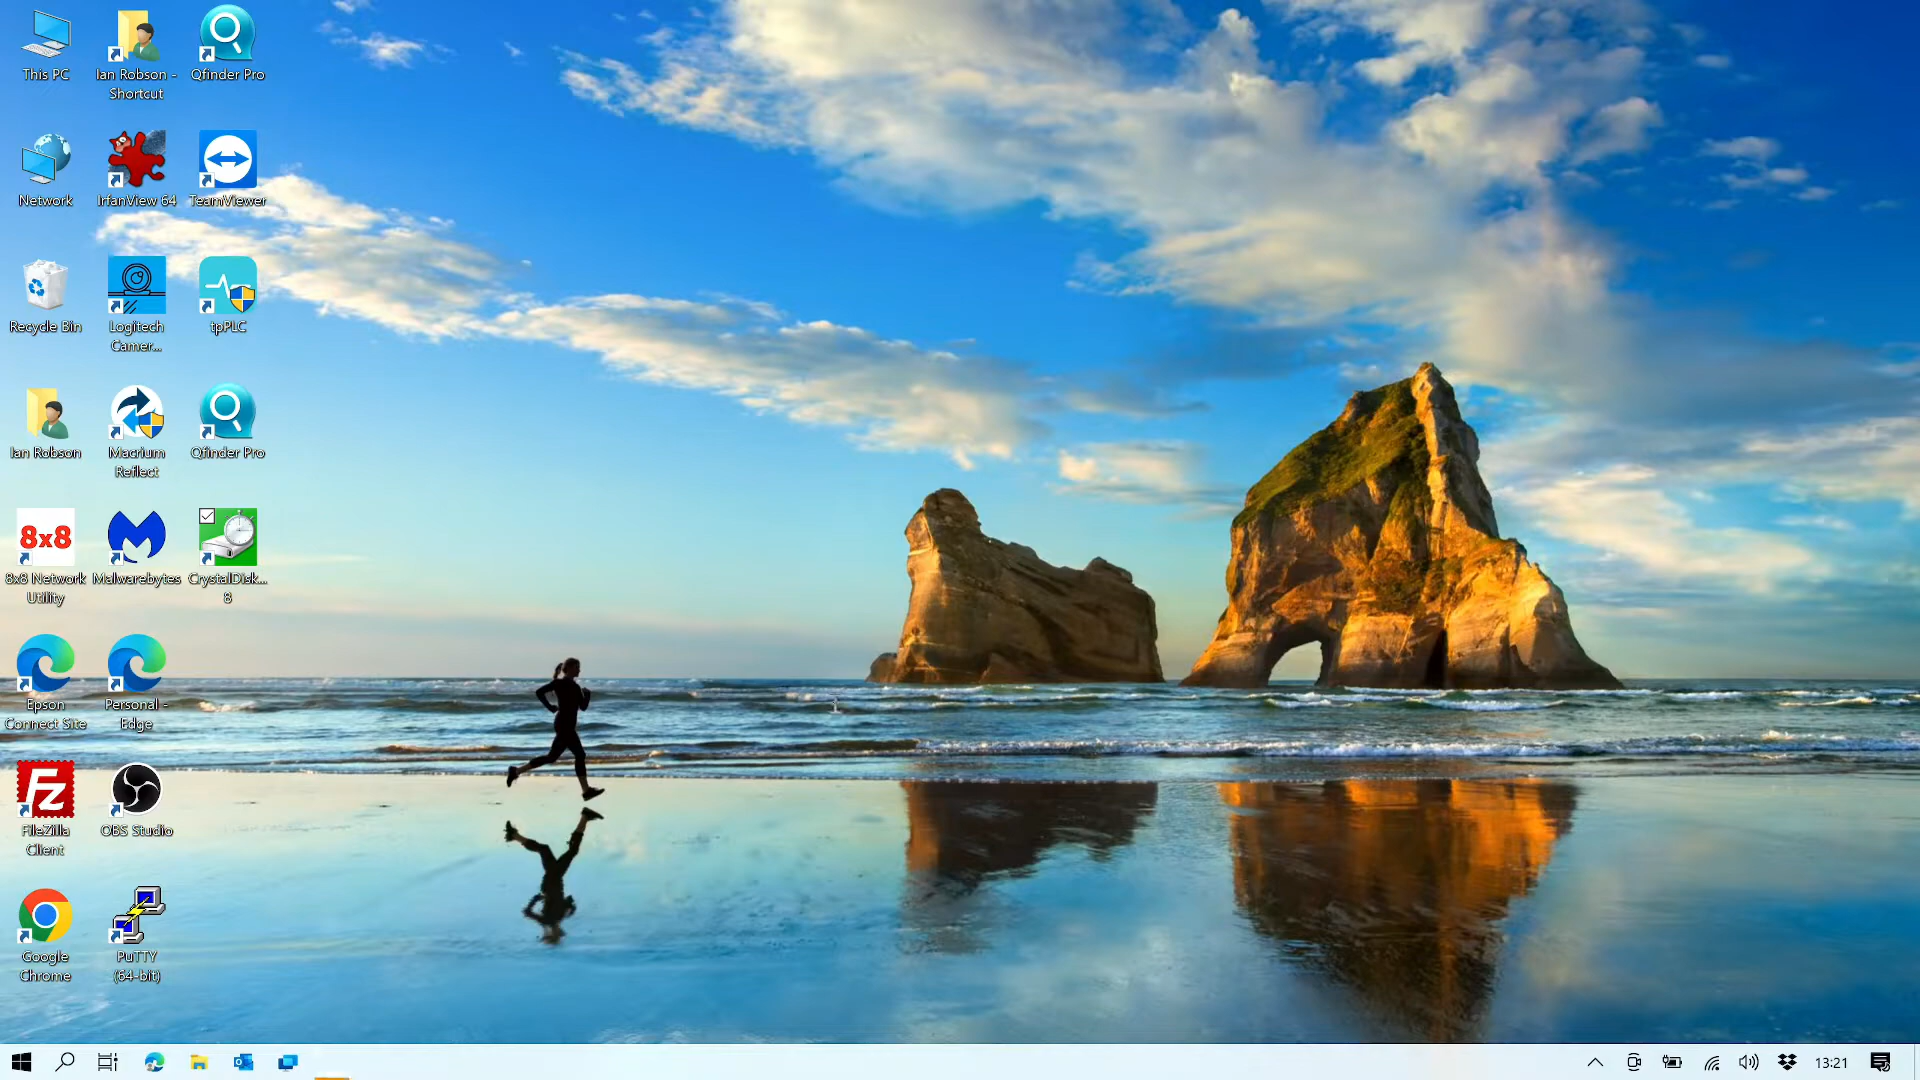 This PC
Ian Robson -
Shortcut
Qfinder Pro
Network
IrfanView 64
TeamViewer
Recycle Bin
Logitech
Camer...
tpPLC
Ian Robson
Macrium
Reflect
Qfinder Pro
8x8
8x8 Network
Utility
Malwarebytes
CrystalDisk...
8
Epson
Connect Site
Personal -
Edge
Fz
FileZilla
Client
OBS Studio
Google
Chrome
PuTTY
(64-bit)
13:21